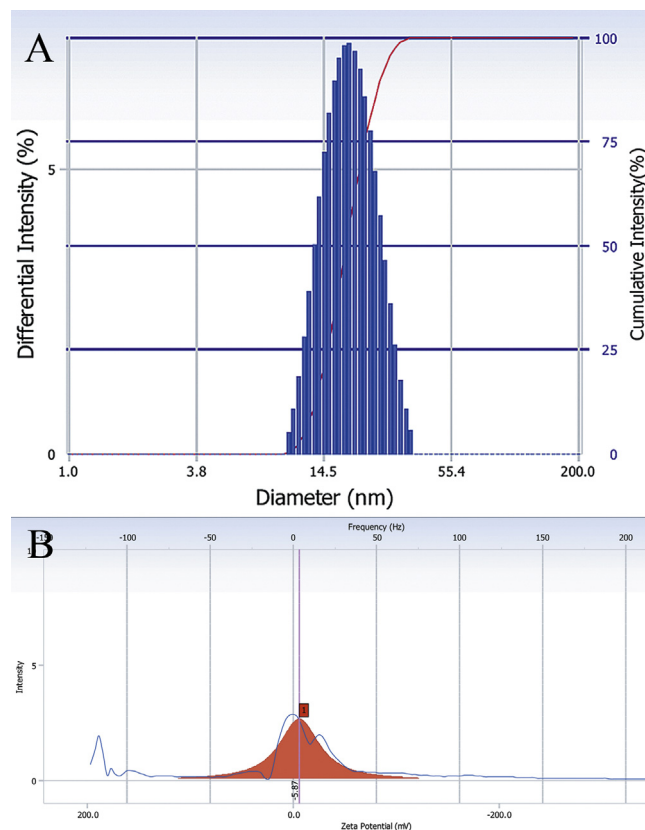 A
Differential Intensity (%)
5
0
100
75
50
25
0
Cumulative Intensity(%)
1.0 3.8 14.5 55.4 200.0
Diameter (nm)
B
Frequency (Hz)
-150 -100 -50 0 50 100 150 200
Intensity
5
0
1
-5.87
200.0 0.0 -200.0
Zeta Potential (mV)